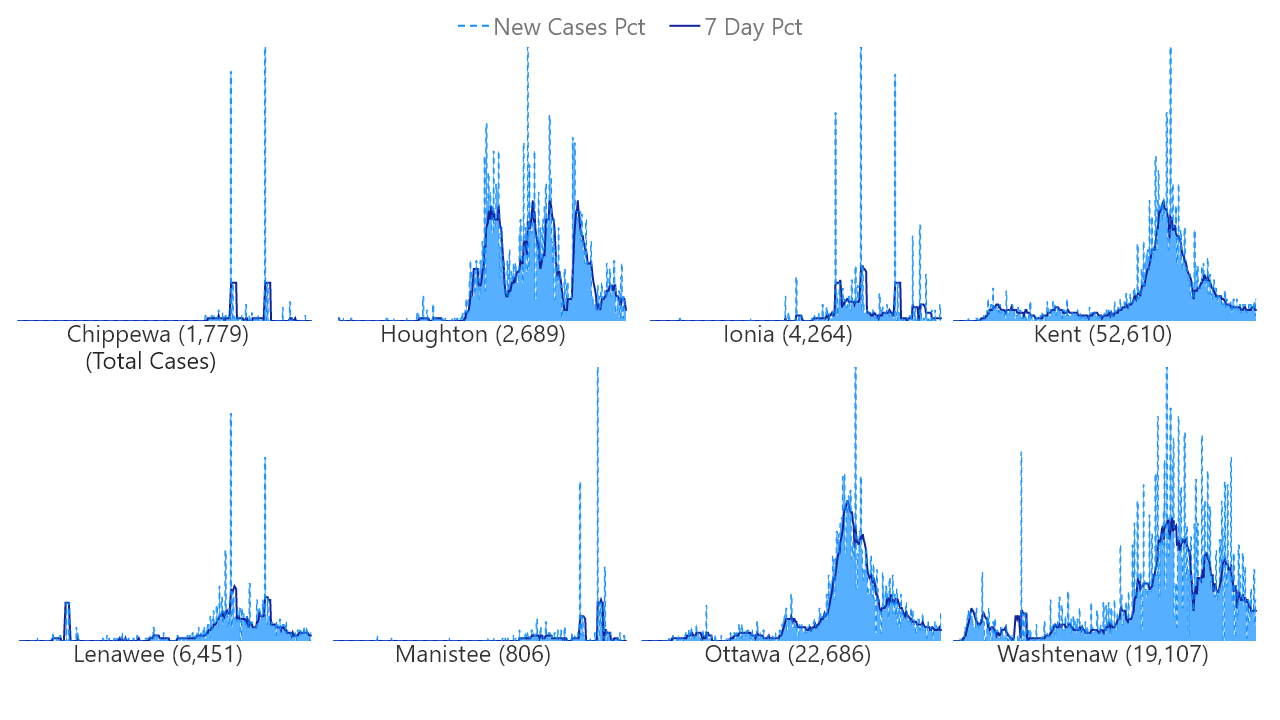 New Cases Pct 7 Day Pct
Chippewa (1,779)
(Total Cases)
Houghton (2,689)
Ionia (4,264)
Kent (52,610)
Lenawee (6,451)
Manistee (806)
Ottawa (22,686)
Washtenaw (19,107)